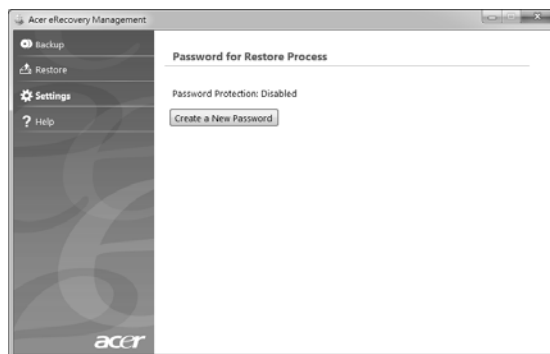 Acer eRecovery Management
Backup
Restore
Settings
? Help
Password for Restore Process
Password Protection: Disabled
Create a New Password
acer